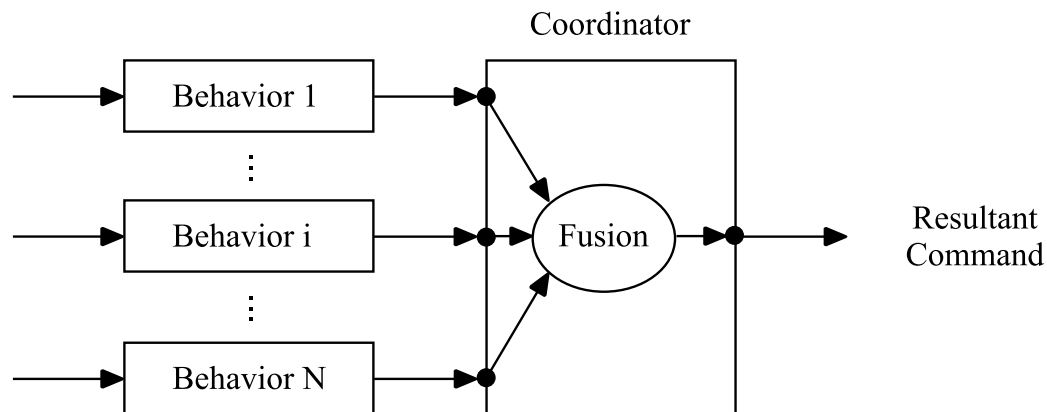 Coordinator
Behavior 1
Behavior i
Fusion
Resultant
Command
Behavior N